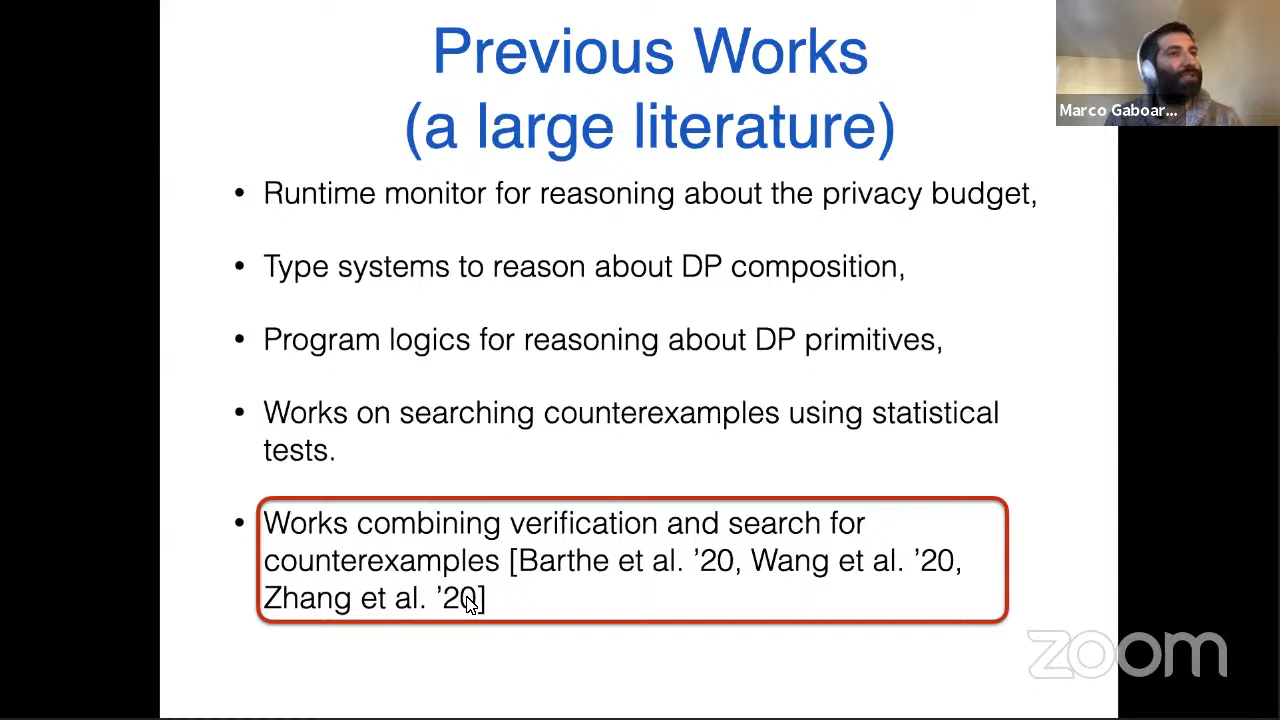 Previous Works
(a large literature)
Marco Gaboar...
• Runtime monitor for reasoning about the privacy budget,
• Type systems to reason about DP composition,
• Program logics for reasoning about DP primitives,
• Works on searching counterexamples using statistical
tests.
• Works combining verification and search for
counterexamples [Barthe et al. ’20, Wang et al. ’20,
Zhang et al. ’20]
zoom